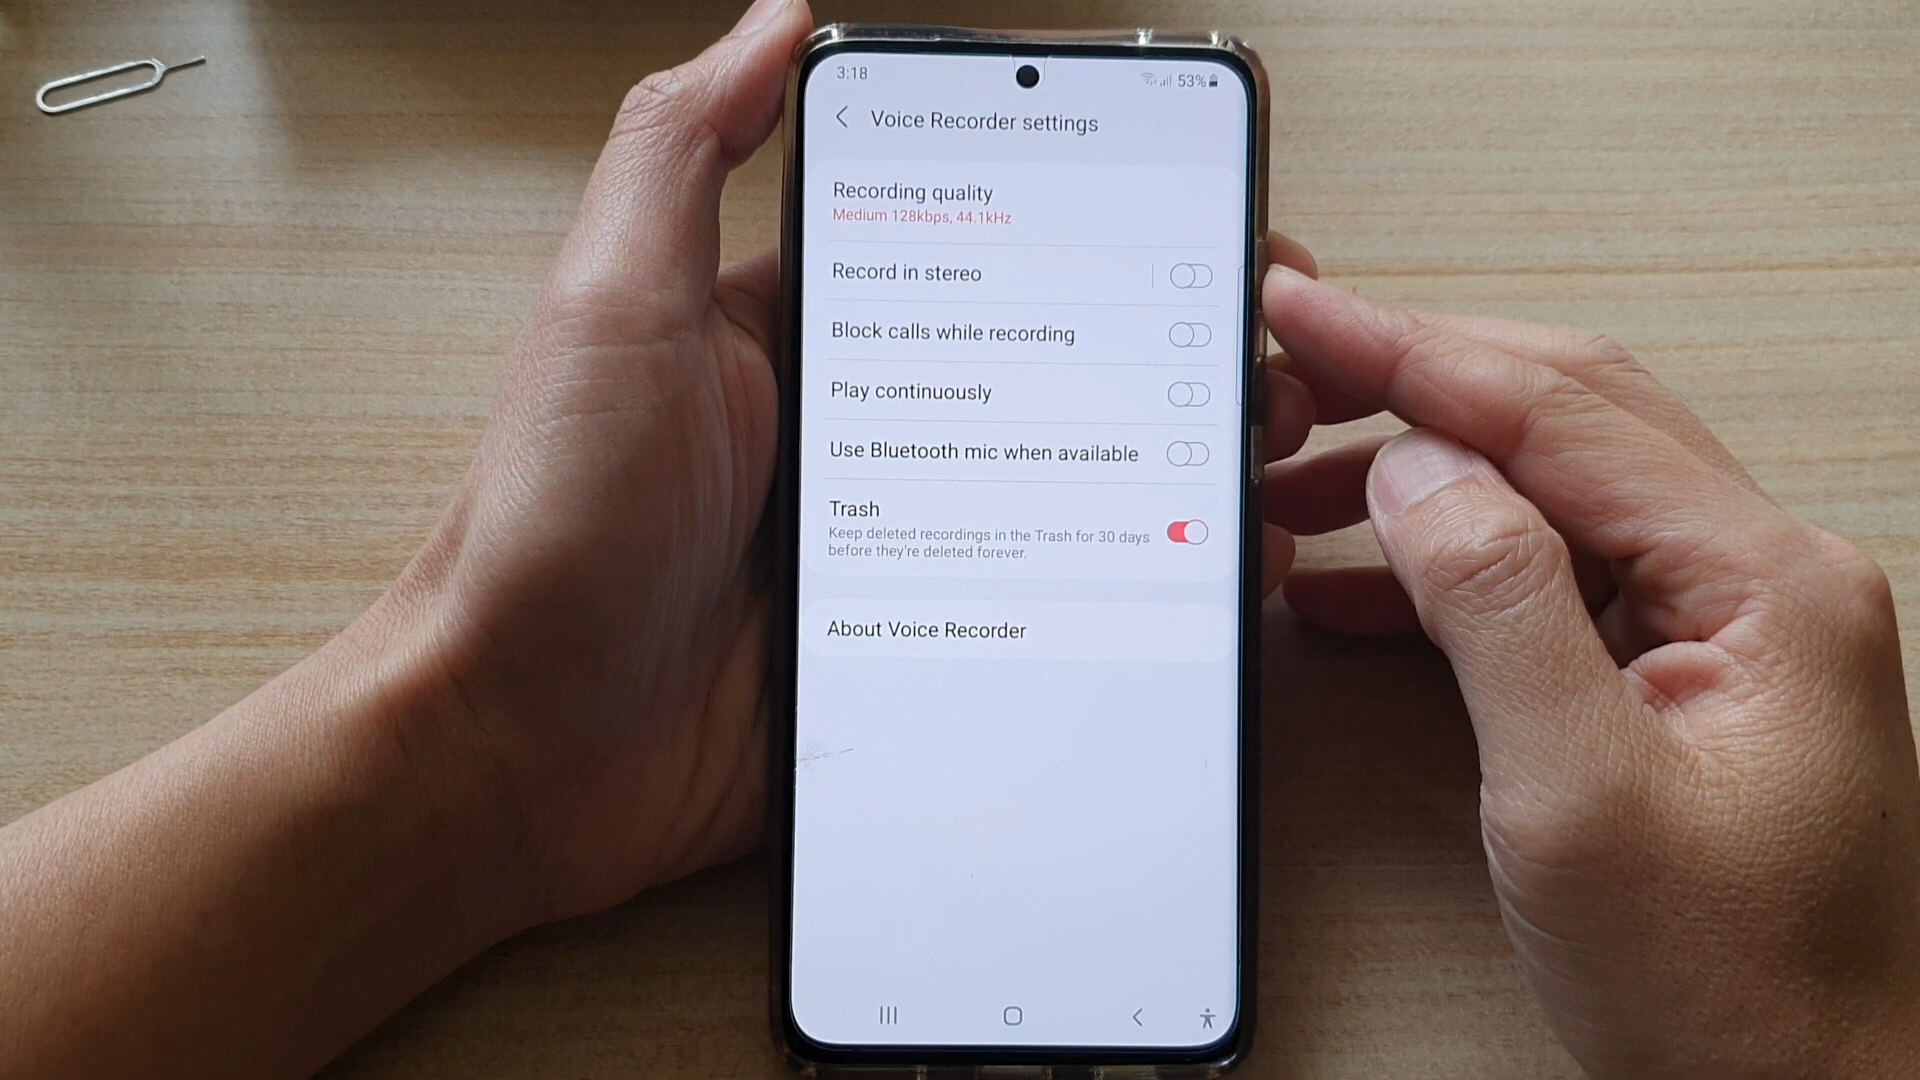 3:18
53%
Voice Recorder settings
Recording quality
Medium 128kbps, 44.1kHz
Record in stereo
Block calls while recording
Play continuously
Use Bluetooth mic when available
Trash
Keep deleted recordings in the Trash for 30 days
before they're deleted forever.
About Voice Recorder